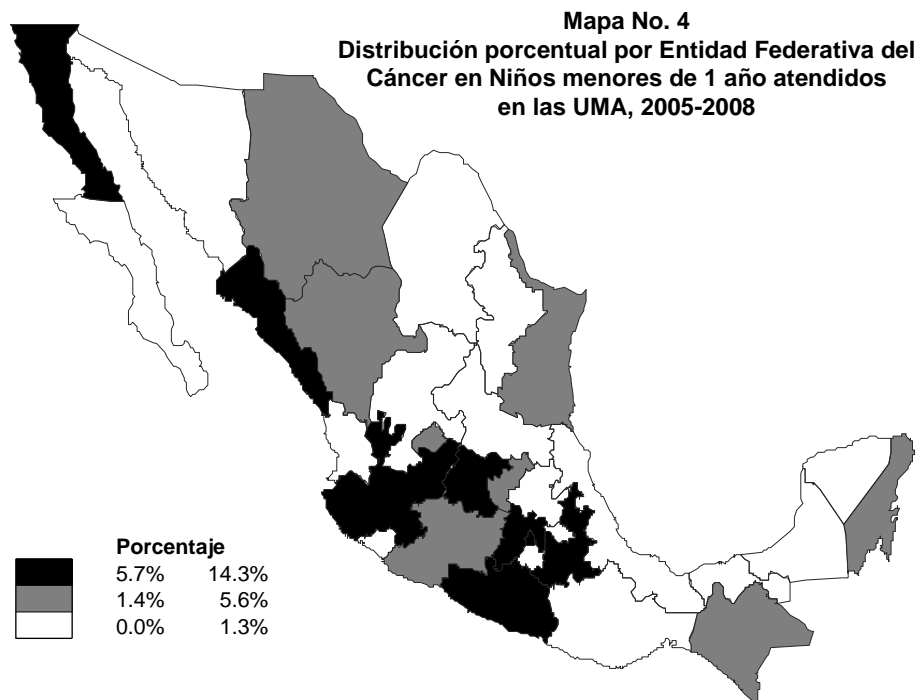 Mapa No. 4
Distribución porcentual por Entidad Federativa del
Cáncer en Niños menores de 1 año atendidos
en las UMA, 2005-2008
Porcentaje
5.7% 14.3%
1.4% 5.6%
0.0% 1.3%